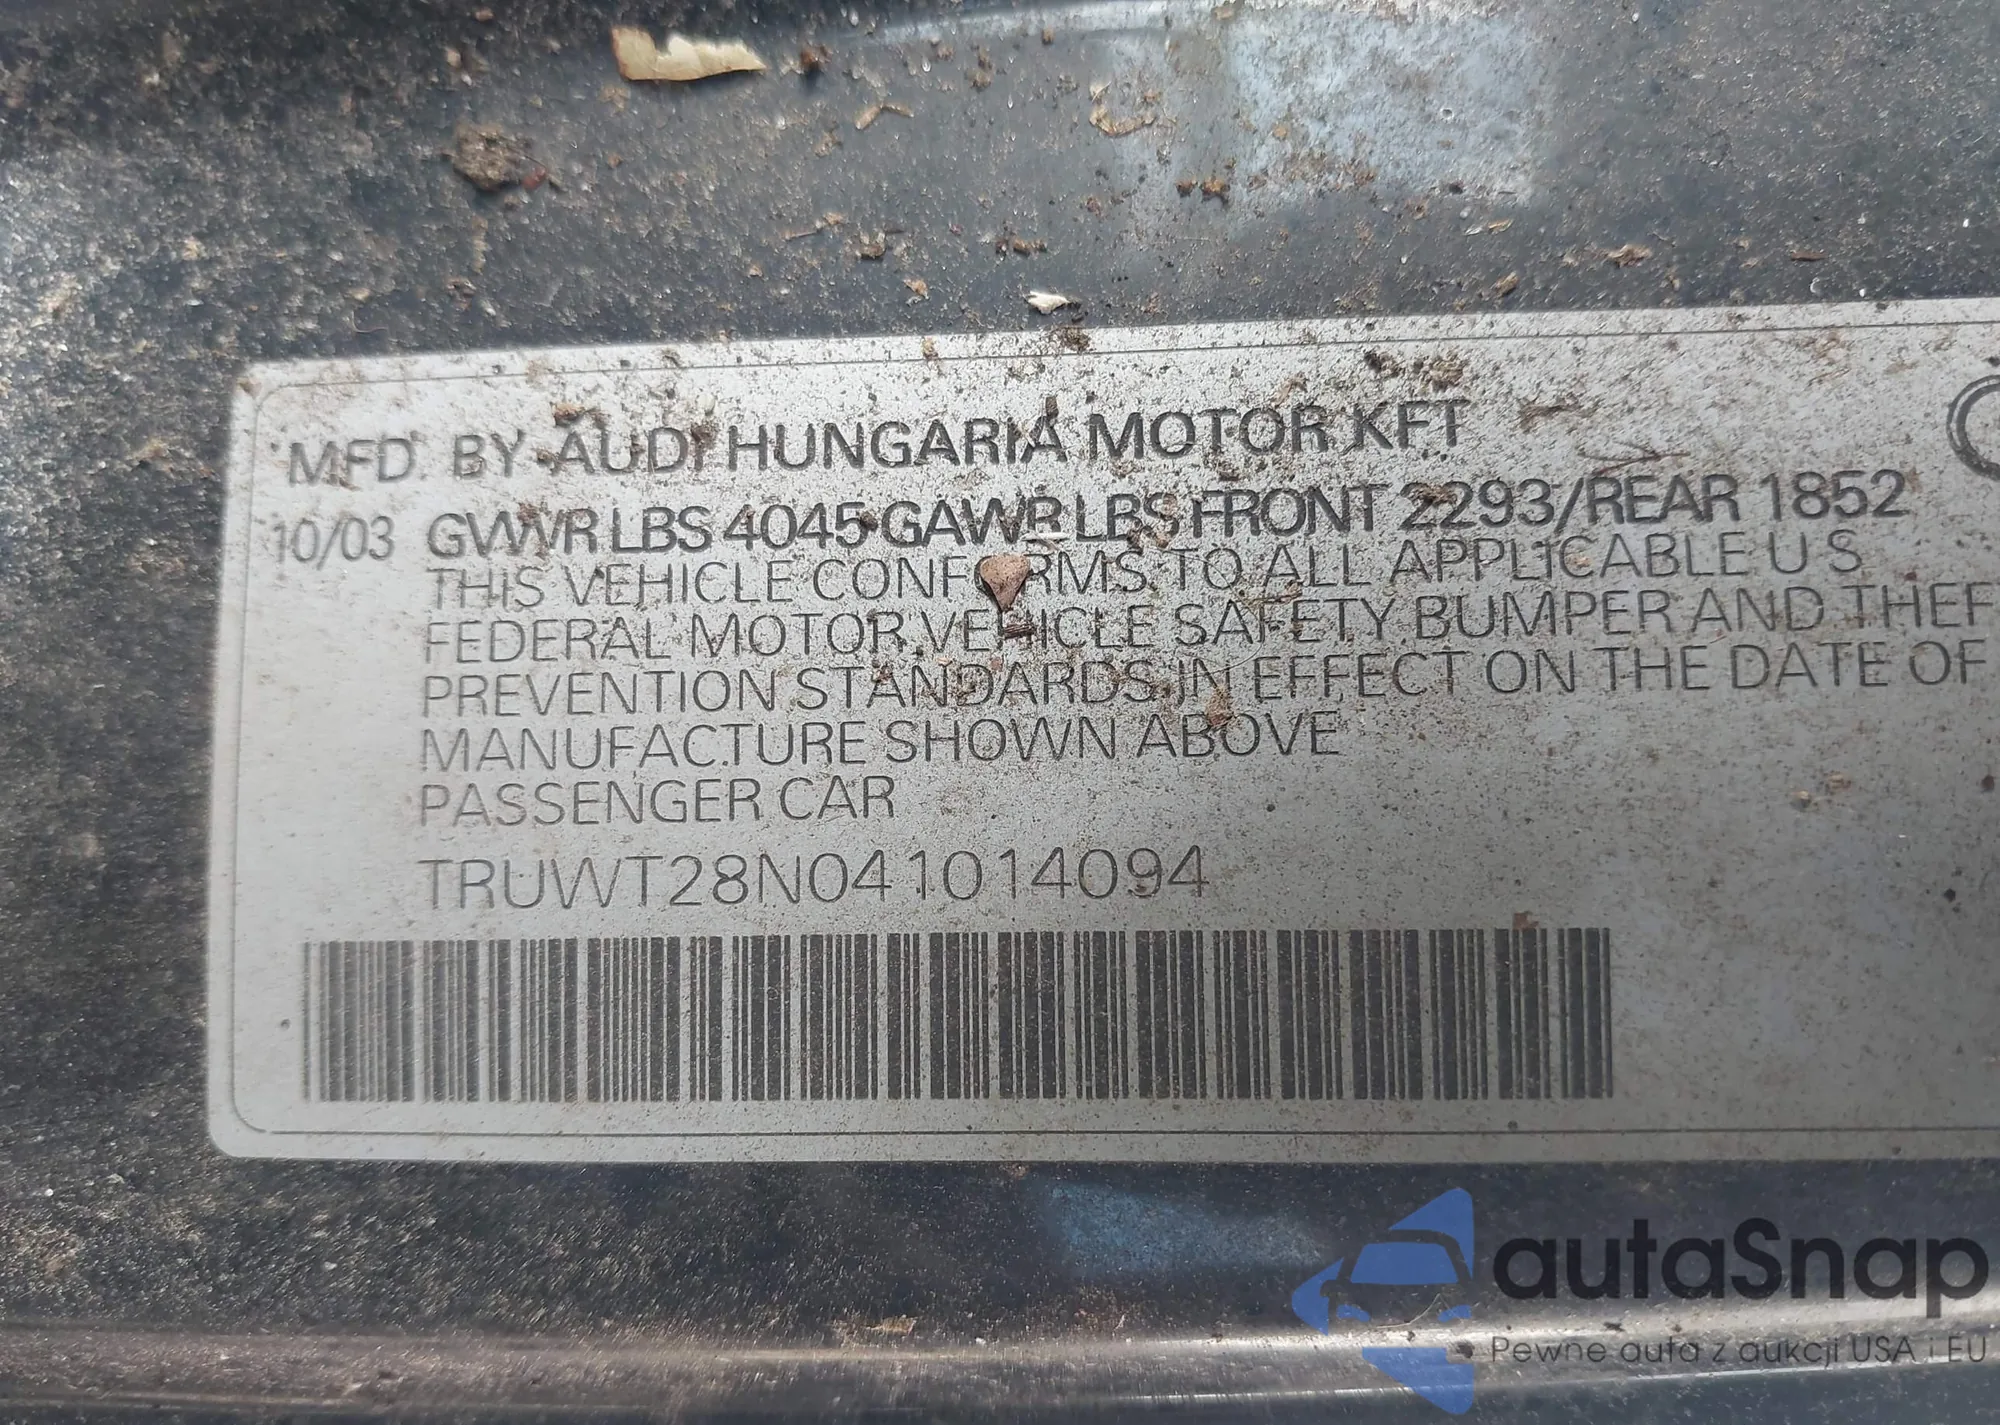 MFD. BY AUDI HUNGARIA MOTOR KFT
10/03 GVWR LBS 4045 GAWR LBS FRONT 2293/REAR 1852
THIS VEHICLE CONFORMS TO ALL APPLICABLE U S
FEDERAL MOTOR VEHICLE SAFETY BUMPER AND THEF
PREVENTION STANDARDS IN EFFECT ON THE DATE OF
MANUFACTURE SHOWN ABOVE
PASSENGER CAR
TRUWT28N041014094
autaSnap
Pewne auta z aukcji USA i EU